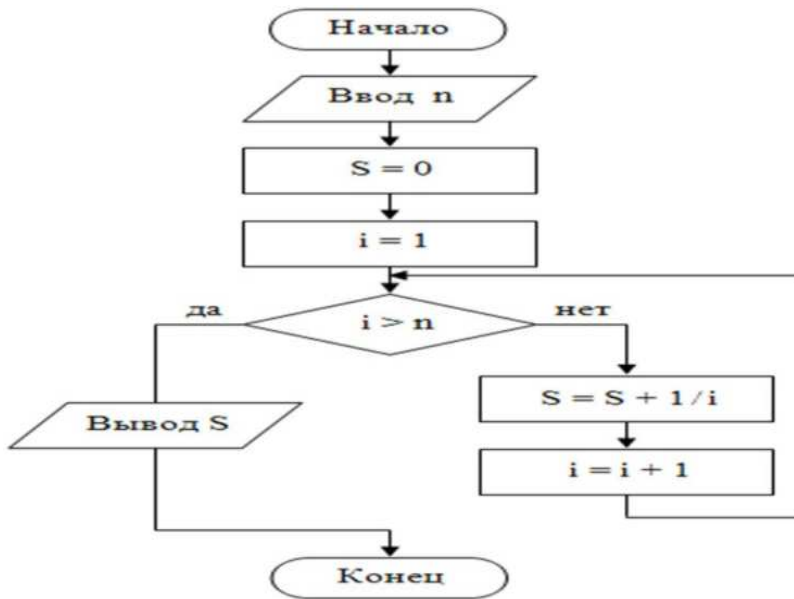 Начало
Ввод n
S = 0
i = 1
да
i > n
нет
S = S + 1 / i
Вывод S
i = i + 1
Конец